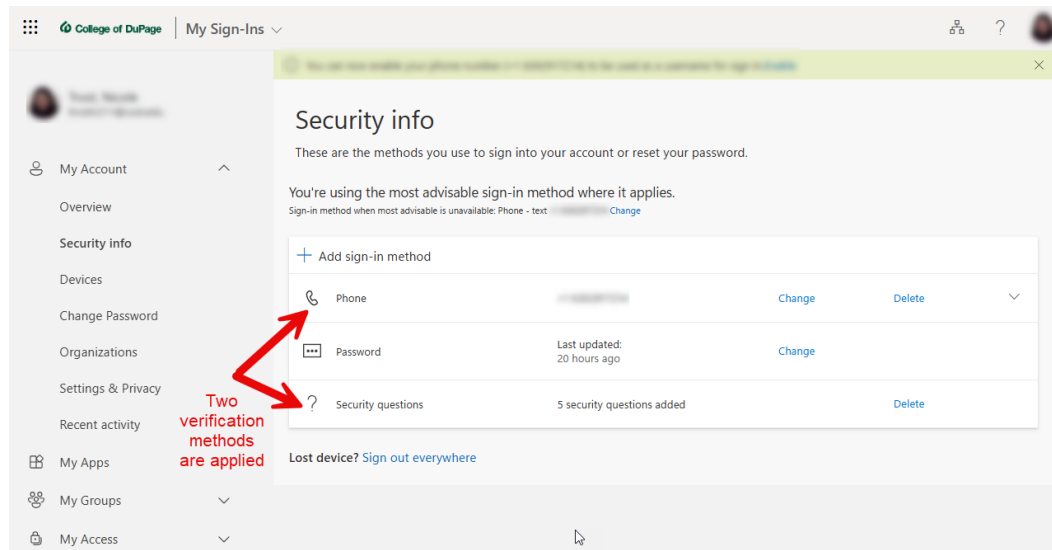 College of DuPage
My Sign-Ins
?
Security info
These are the methods you use to sign into your account or reset your password.
You're using the most advisable sign-in method where it applies.
Sign-in method when most advisable is unavailable: Phone - text Change
My Account
Overview
Security info
Devices
Change Password
Organizations
Settings & Privacy
Recent activity
My Apps
My Groups
My Access
Add sign-in method
Phone Change Delete
Password Last updated:
20 hours ago Change
? Security questions 5 security questions added Delete
Two
verification
methods
are applied
Lost device? Sign out everywhere